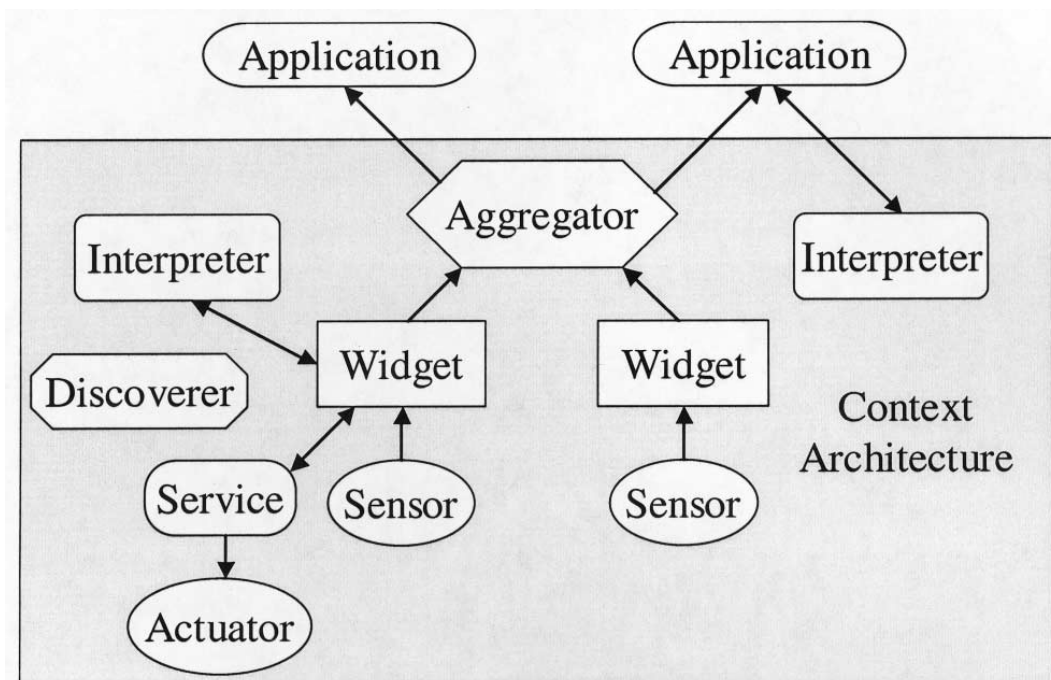 Application
Application
Aggregator
Interpreter
Interpreter
Widget
Widget
Discoverer
Context
Architecture
Service
Sensor
Sensor
Actuator